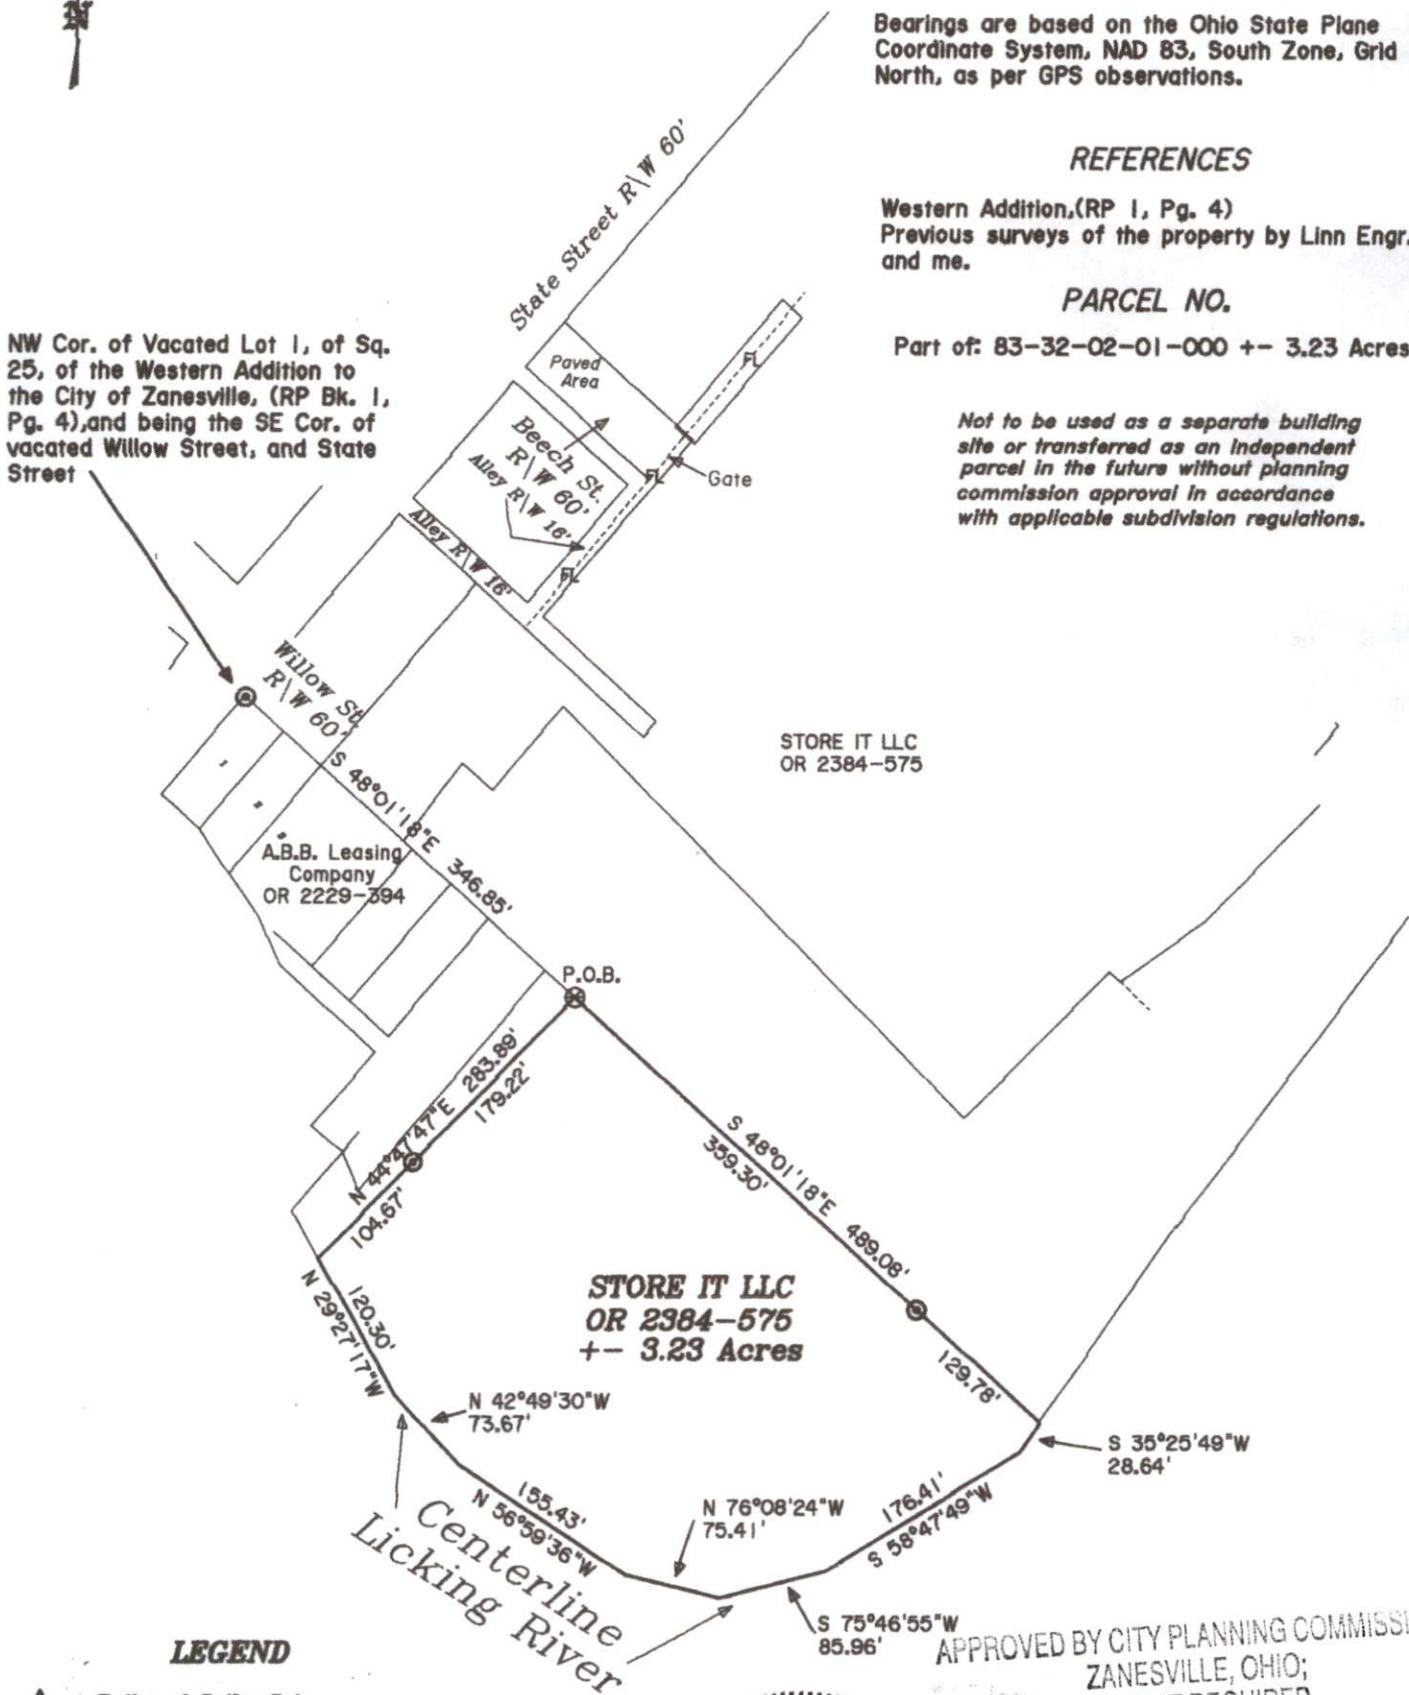 N
Bearings are based on the Ohio State Plane
Coordinate System, NAD 83, South Zone, Grid
North, as per GPS observations.
REFERENCES
Western Addition,(RP 1, Pg. 4)
Previous surveys of the property by Linn Engr.
and me.
PARCEL NO.
Part of: 83-32-02-01-000 +- 3.23 Acres
Not to be used as a separate building
site or transferred as an independent
parcel in the future without planning
commission approval in accordance
with applicable subdivision regulations.
State Street R\W 60'
NW Cor. of Vacated Lot 1, of Sq.
25, of the Western Addition to
the City of Zanesville, (RP Bk. 1,
Pg. 4),and being the SE Cor. of
vacated Willow Street, and State
Street
Paved
Area
Beech St.
R\W 60'
Alley R\W 16'
Gate
Alley R\W 16'
Willow St.
R\W 60'
STORE IT LLC
OR 2384-575
S 48°01'18"E 346.85'
A.B.B. Leasing
Company
OR 2229-394
P.O.B.
N 44°47'47"E 283.89'
179.22'
104.67'
S 48°01'18"E 489.08'
359.30'
129.78'
STORE IT LLC
OR 2384-575
+- 3.23 Acres
120.30'
N 29°27'17"W
N 42°49'30"W
73.67'
S 35°25'49"W
28.64'
155.43'
N 56°59'36"W
N 76°08'24"W
75.41'
176.41'
S 58°47'49"W
S 75°46'55"W
85.96'
Centerline
Licking River
LEGEND
APPROVED BY CITY PLANNING COMMISSI
ZANESVILLE, OHIO;